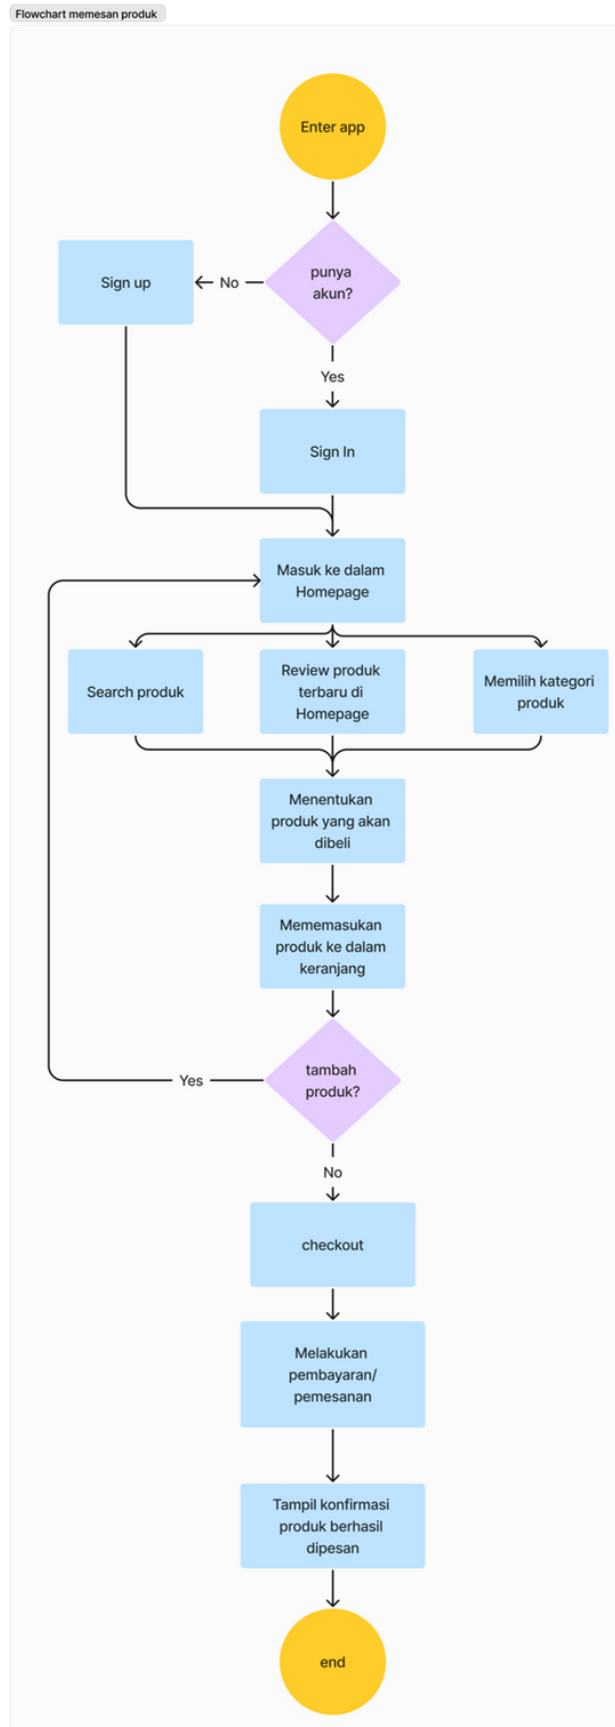 Flowchart memesan produk
Enter app
punya
akun?
No
Sign up
Yes
Sign In
Masuk ke dalam
Homepage
Search produk
Review produk
terbaru di
Homepage
Memilih kategori
produk
Menentukan
produk yang akan
dibeli
Mememasukan
produk ke dalam
keranjang
tambah
produk?
Yes
No
checkout
Melakukan
pembayaran/
pemesanan
Tampil konfirmasi
produk berhasil
dipesan
end